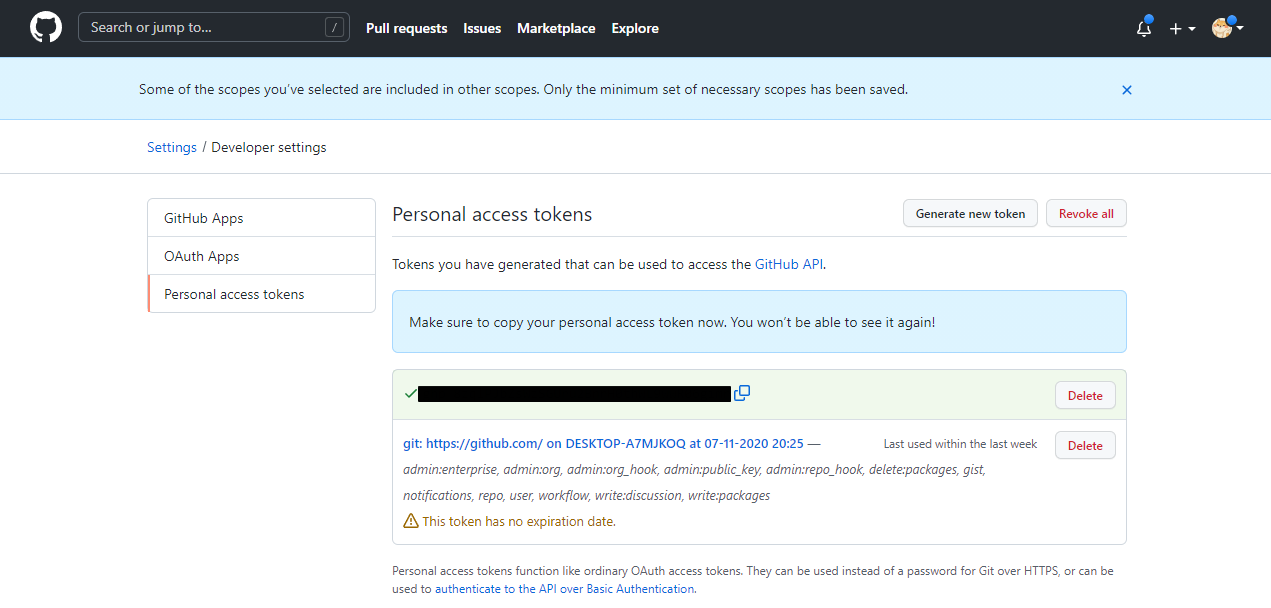 Search or jump to... /
Pull requests Issues Marketplace Explore
Some of the scopes you’ve selected are included in other scopes. Only the minimum set of necessary scopes has been saved.
Settings / Developer settings
GitHub Apps
OAuth Apps
Personal access tokens
Personal access tokens
Generate new token
Revoke all
Tokens you have generated that can be used to access the GitHub API.
Make sure to copy your personal access token now. You won’t be able to see it again!
Delete
git: https://github.com/ on DESKTOP-A7MJKOQ at 07-11-2020 20:25 —
Last used within the last week
Delete
admin:enterprise, admin:org, admin:org_hook, admin:public_key, admin:repo_hook, delete:packages, gist,
notifications, repo, user, workflow, write:discussion, write:packages
This token has no expiration date.
Personal access tokens function like ordinary OAuth access tokens. They can be used instead of a password for Git over HTTPS, or can be
used to authenticate to the API over Basic Authentication.